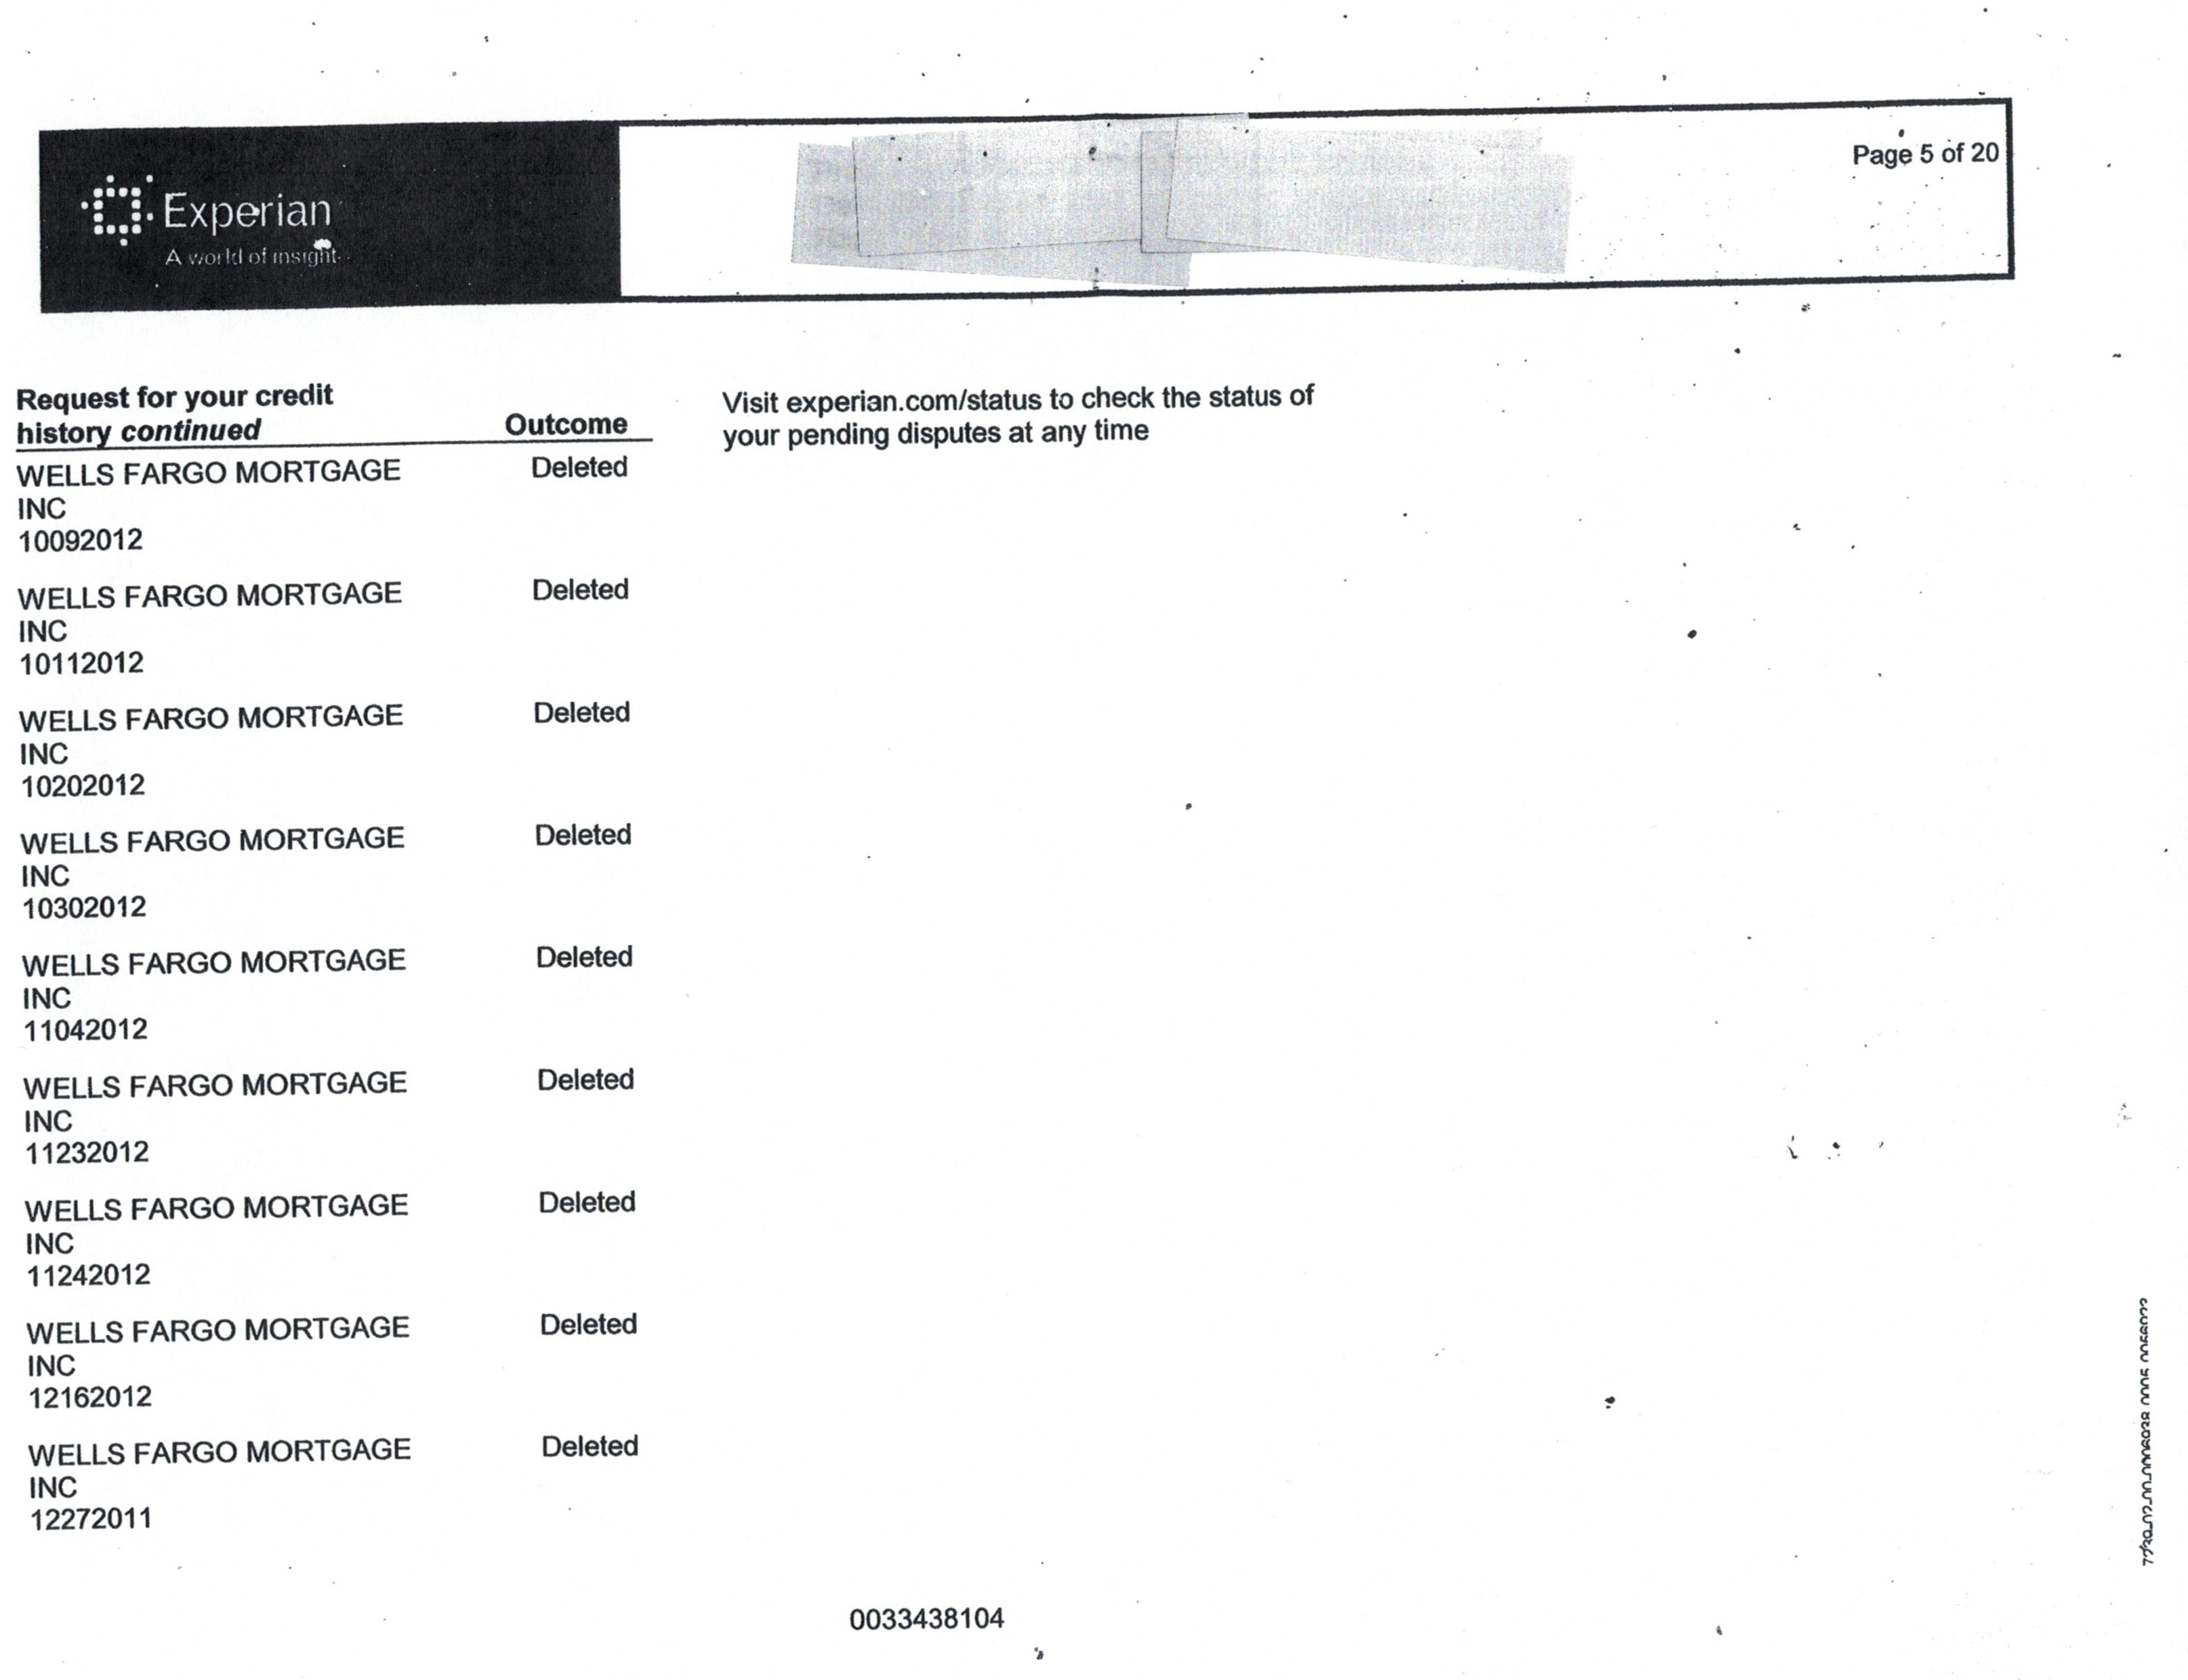 Experian
A world of insight
Page 5 of 20
Request for your credit
history continued
Outcome
Visit experian.com/status to check the status of
your pending disputes at any time
WELLS FARGO MORTGAGE Deleted
INC
10092012
WELLS FARGO MORTGAGE Deleted
INC
10112012
WELLS FARGO MORTGAGE Deleted
INC
10202012
WELLS FARGO MORTGAGE Deleted
INC
10302012
WELLS FARGO MORTGAGE Deleted
INC
11042012
WELLS FARGO MORTGAGE Deleted
INC
11232012
WELLS FARGO MORTGAGE Deleted
INC
11242012
WELLS FARGO MORTGAGE Deleted
INC
12162012
WELLS FARGO MORTGAGE Deleted
INC
12272011
0033438104